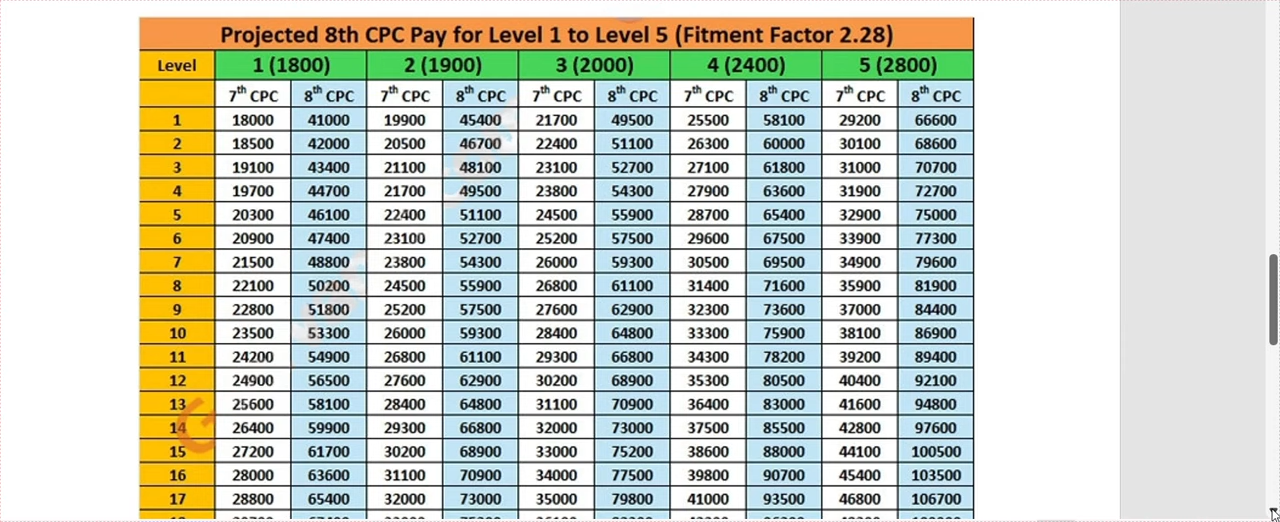 Projected 8th CPC Pay for Level 1 to Level 5 (Fitment Factor 2.28)
Level 1 (1800) 2 (1900) 3 (2000) 4 (2400) 5 (2800)
7th CPC 8th CPC 7th CPC 8th CPC 7th CPC 8th CPC 7th CPC 8th CPC 7th CPC 8th CPC
1 18000 41000 19900 45400 21700 49500 25500 58100 29200 66600
2 18500 42000 20500 46700 22400 51100 26300 60000 30100 68600
3 19100 43400 21100 48100 23100 52700 27100 61800 31000 70700
4 19700 44700 21700 49500 23800 54300 27900 63600 31900 72700
5 20300 46100 22400 51100 24500 55900 28700 65400 32900 75000
6 20900 47400 23100 52700 25200 57500 29600 67500 33900 77300
7 21500 48800 23800 54300 26000 59300 30500 69500 34900 79600
8 22100 50200 24500 55900 26800 61100 31400 71600 35900 81900
9 22800 51800 25200 57500 27600 62900 32300 73600 37000 84400
10 23500 53300 26000 59300 28400 64800 33300 75900 38100 86900
11 24200 54900 26800 61100 29300 66800 34300 78200 39200 89400
12 24900 56500 27600 62900 30200 68900 35300 80500 40400 92100
13 25600 58100 28400 64800 31100 70900 36400 83000 41600 94800
14 26400 59900 29300 66800 32000 73000 37500 85500 42800 97600
15 27200 61700 30200 68900 33000 75200 38600 88000 44100 100500
16 28000 63600 31100 70900 34000 77500 39800 90700 45400 103500
17 28800 65400 32000 73000 35000 79800 41000 93500 46800 106700